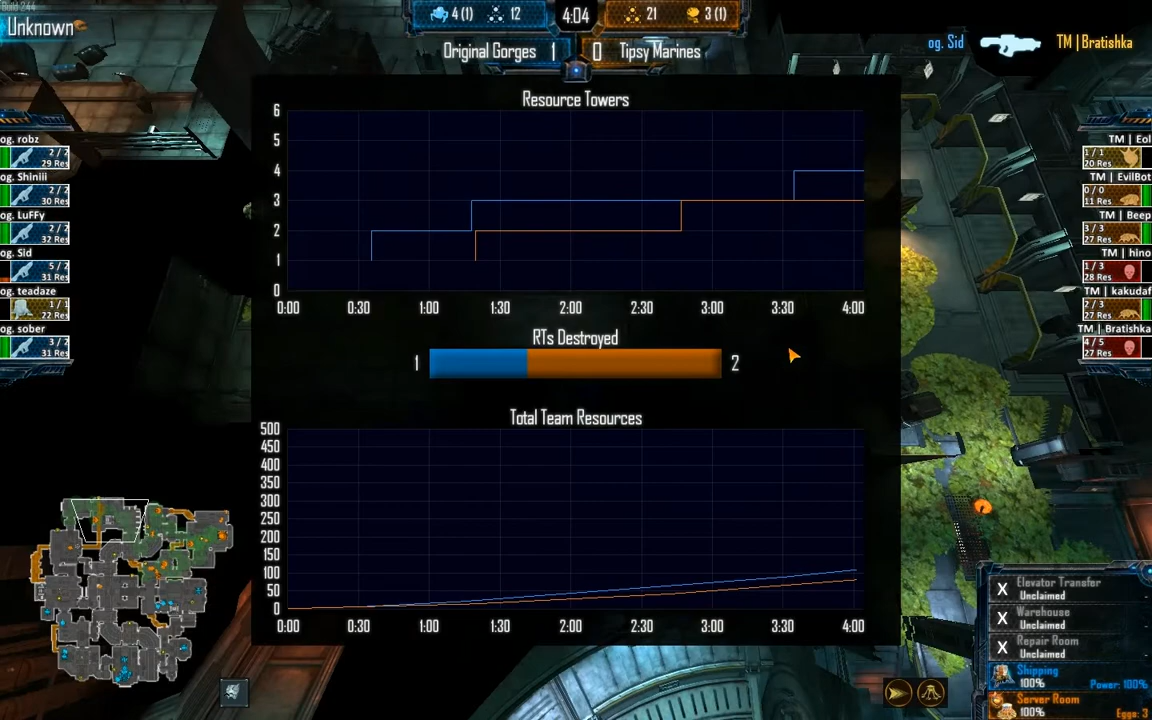 Build 244
Unknown
4 (1) 12 4:04 21 3 (1)
Original Gorges 1 0 Tipsy Marines
og. Sid TM | Bratishka
og. robz
2 / 2
29 Res
og. Shiniii
2 / 2
30 Res
og. LuFFy
2 / 2
32 Res
og. Sid
5 / 2
31 Res
og. teadaze
1 / 1
22 Res
og. sober
3 / 2
31 Res
Resource Towers
6
5
4
3
2
1
0
0:00 0:30 1:00 1:30 2:00 2:30 3:00 3:30 4:00
RTs Destroyed
1 2
Total Team Resources
500
450
400
350
300
250
200
150
100
50
0
0:00 0:30 1:00 1:30 2:00 2:30 3:00 3:30 4:00
TM | Eol
1 / 1
20 Res
TM | EvilBot
0 / 0
11 Res
TM | Beep
3 / 3
27 Res
TM | hino
1 / 3
28 Res
TM | kakudaf
2 / 3
27 Res
TM | Bratishka
4 / 5
27 Res
X Elevator Transfer
Unclaimed
X Warehouse
Unclaimed
X Repair Room
Unclaimed
Shipping
100% Power: 100%
Server Room
100% Eggs: 3